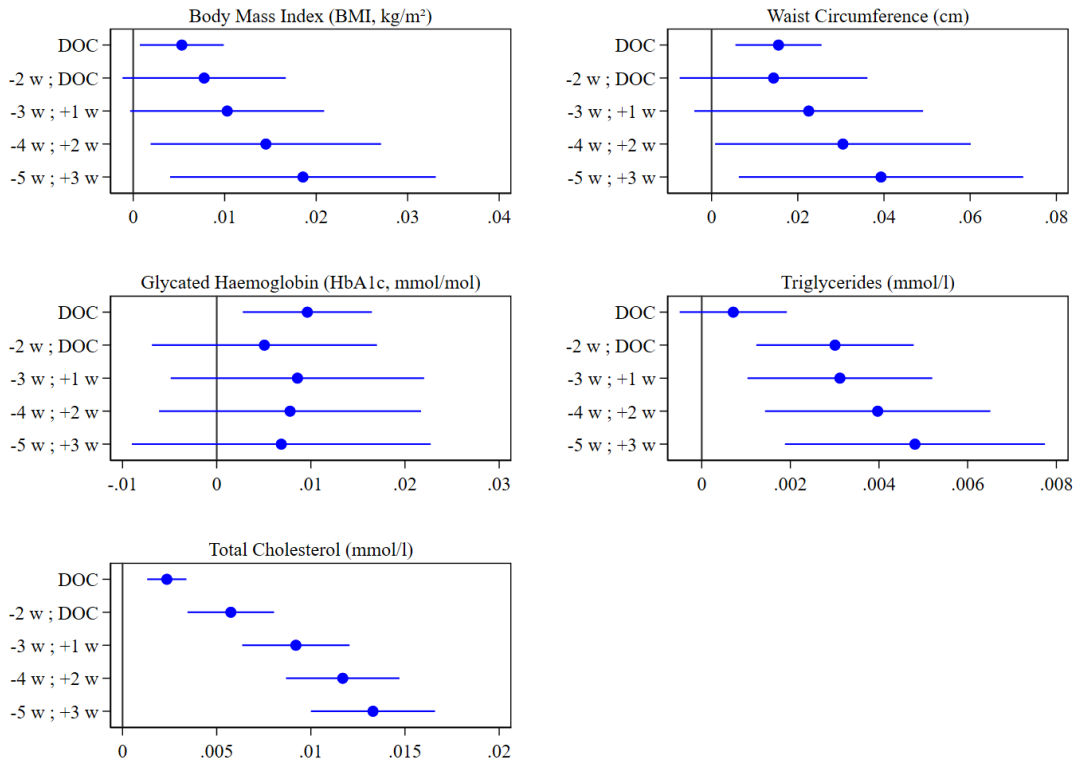 Body Mass Index (BMI, kg/m²)
DOC
-2 w ; DOC
-3 w ; +1 w
-4 w ; +2 w
-5 w ; +3 w
0 .01 .02 .03 .04
Waist Circumference (cm)
DOC
-2 w ; DOC
-3 w ; +1 w
-4 w ; +2 w
-5 w ; +3 w
0 .02 .04 .06 .08
Glycated Haemoglobin (HbA1c, mmol/mol)
DOC
-2 w ; DOC
-3 w ; +1 w
-4 w ; +2 w
-5 w ; +3 w
-.01 0 .01 .02 .03
Triglycerides (mmol/l)
DOC
-2 w ; DOC
-3 w ; +1 w
-4 w ; +2 w
-5 w ; +3 w
0 .002 .004 .006 .008
Total Cholesterol (mmol/l)
DOC
-2 w ; DOC
-3 w ; +1 w
-4 w ; +2 w
-5 w ; +3 w
0 .005 .01 .015 .02